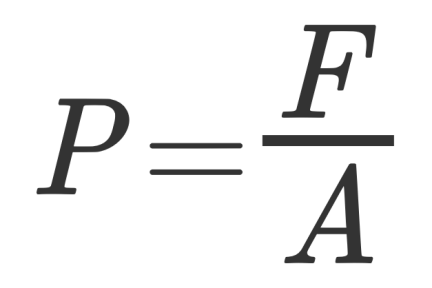 P = F/A